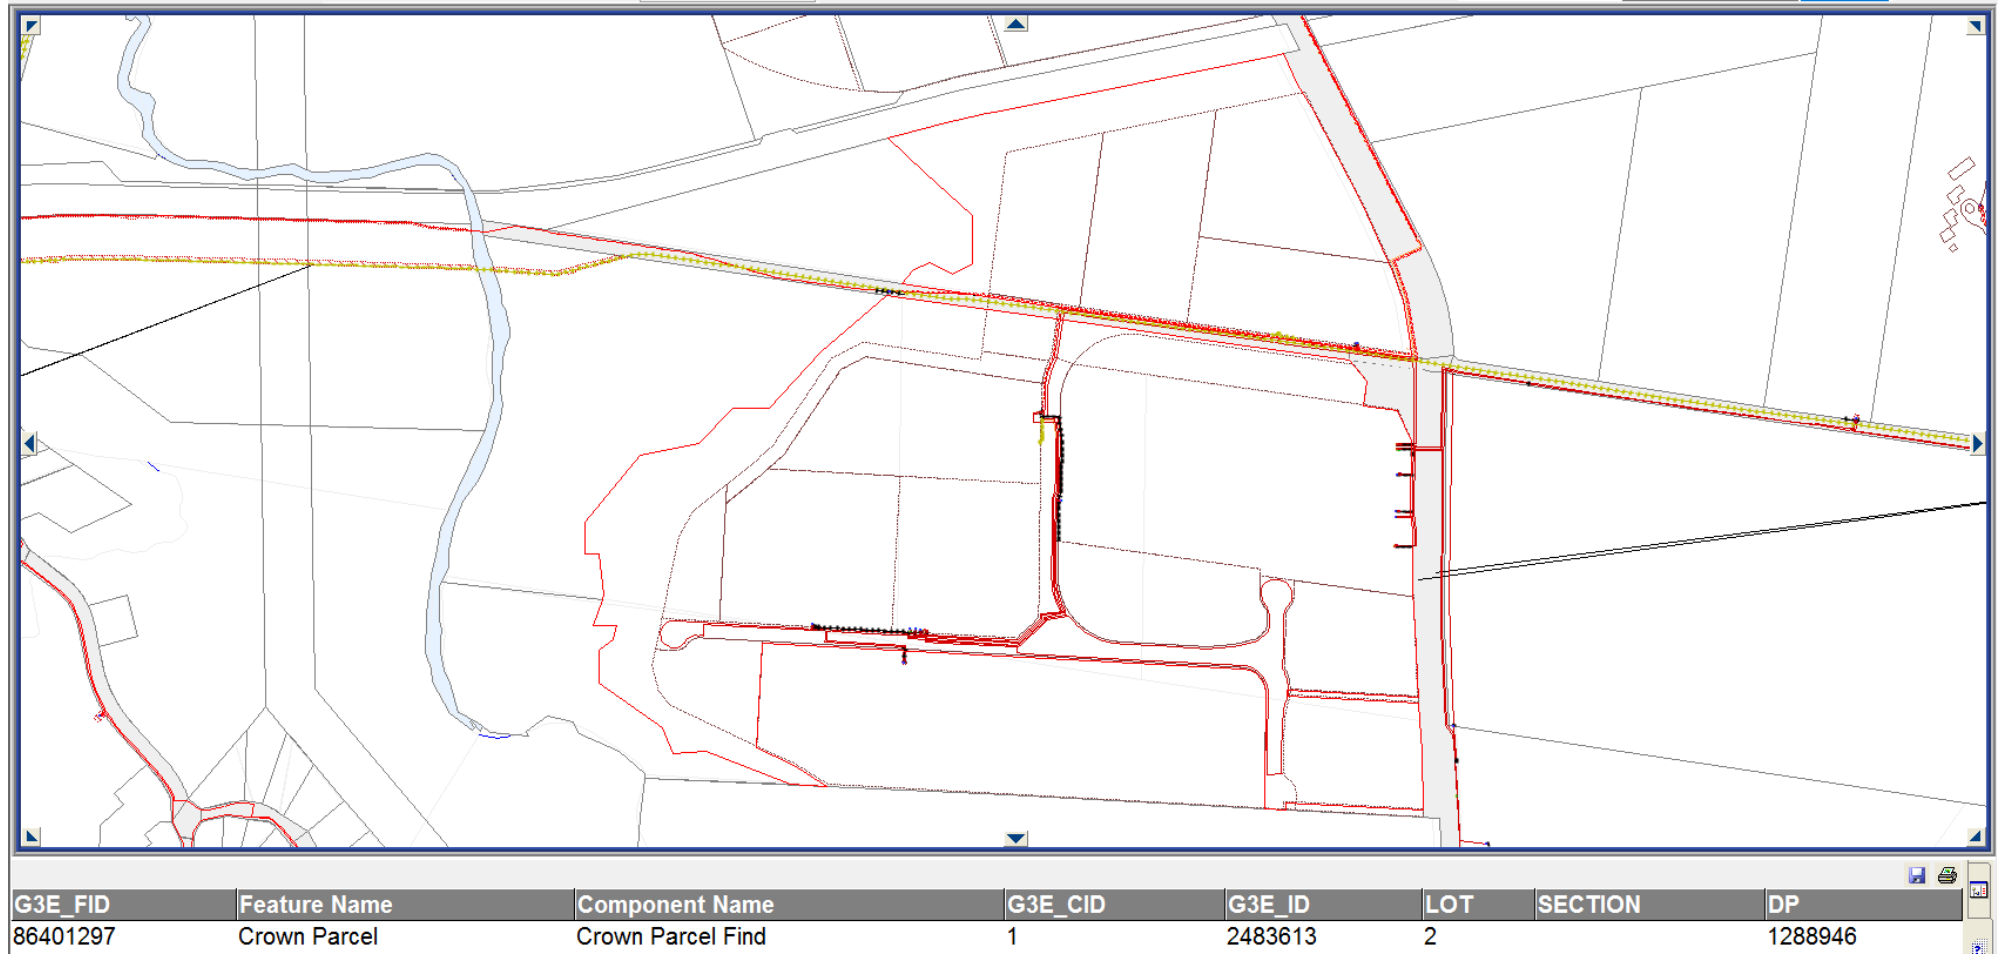 G3E_FID Feature Name Component Name G3E_CID G3E_ID LOT SECTION DP
86401297 Crown Parcel Crown Parcel Find 1 2483613 2 1288946